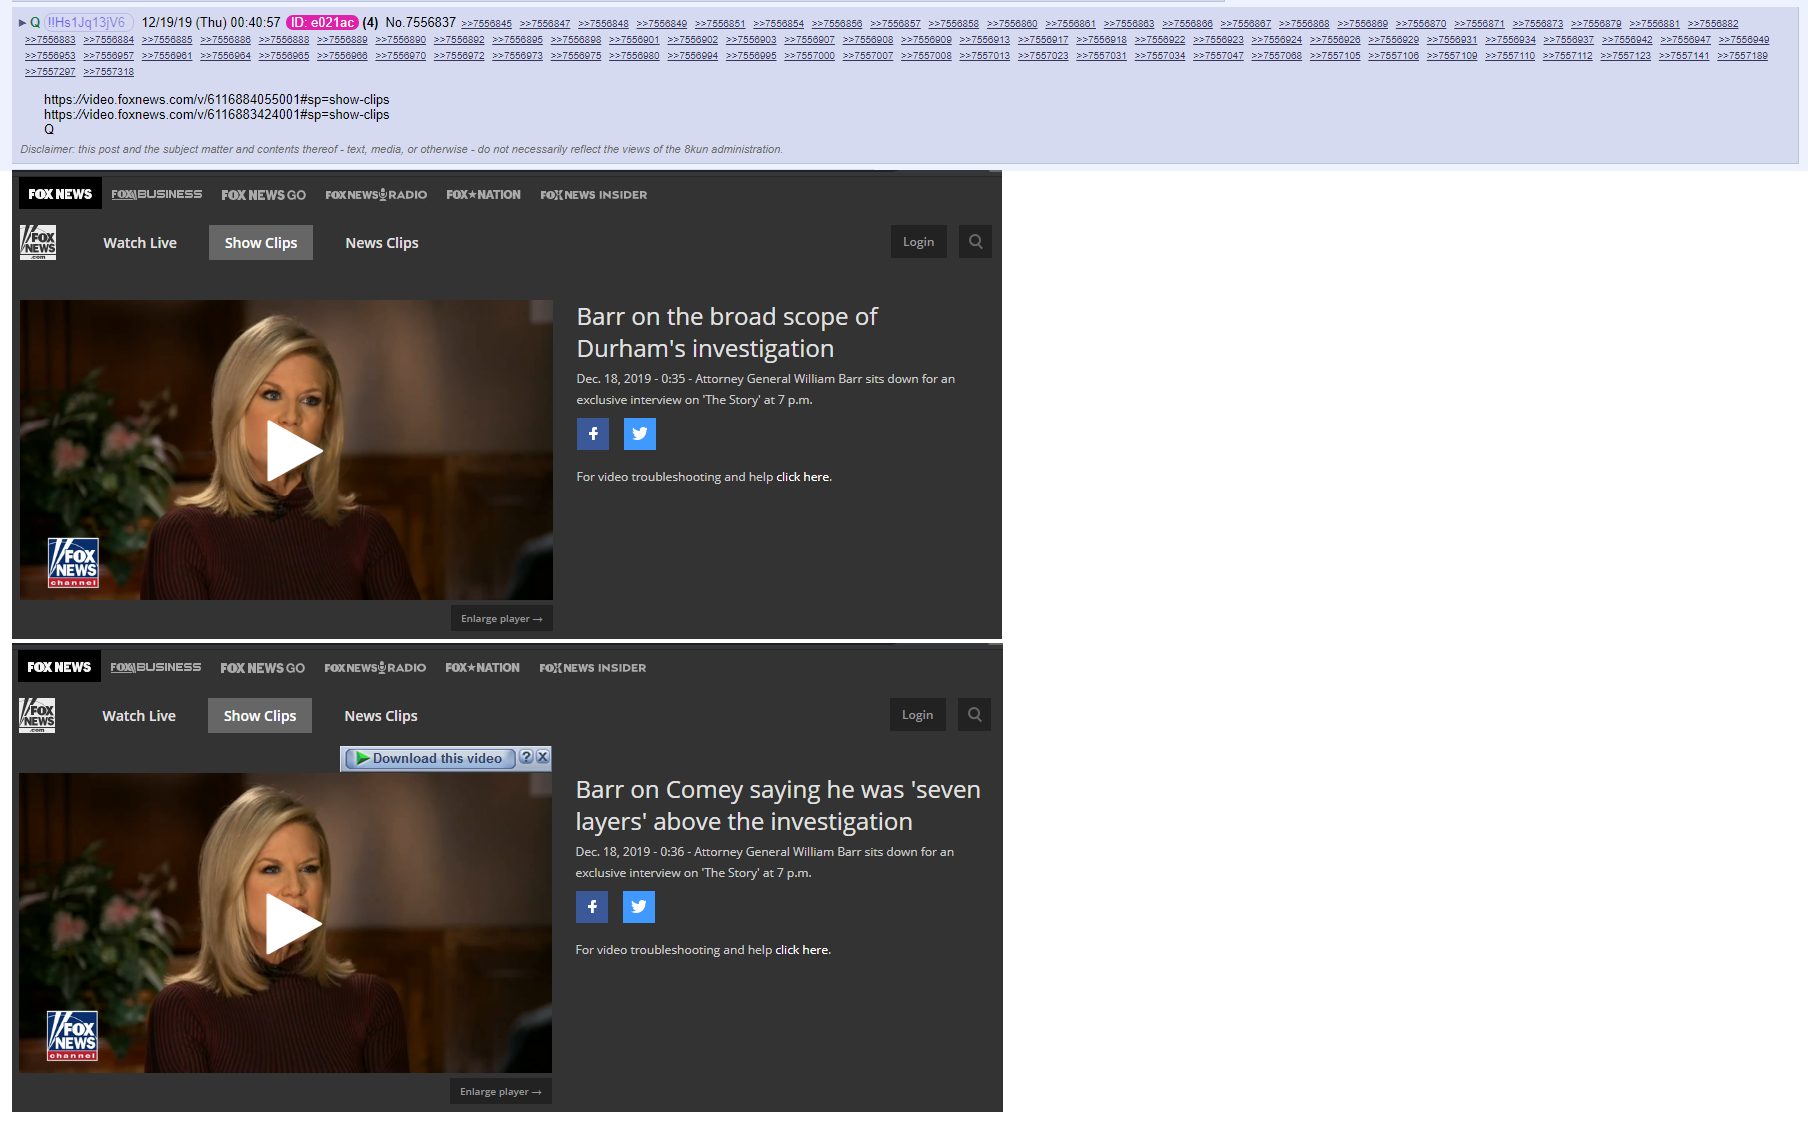 ▶ Q !!Hs1Jq13jV6 12/19/19 (Thu) 00:40:57 ID: e021ac (4) No.7556837 >>7556845 >>7556847 >>7556848 >>7556849 >>7556851 >>7556854 >>7556856 >>7556857 >>7556858 >>7556860 >>7556861 >>7556863 >>7556866 >>7556867 >>7556868 >>7556869 >>7556870 >>7556871 >>7556873 >>7556879 >>7556881 >>7556882
>>7556883 >>7556884 >>7556885 >>7556886 >>7556888 >>7556889 >>7556890 >>7556892 >>7556895 >>7556898 >>7556901 >>7556902 >>7556903 >>7556907 >>7556908 >>7556909 >>7556913 >>7556917 >>7556918 >>7556922 >>7556923 >>7556924 >>7556926 >>7556929 >>7556931 >>7556934 >>7556937 >>7556942 >>7556947 >>7556949
>>7556953 >>7556957 >>7556961 >>7556964 >>7556965 >>7556966 >>7556970 >>7556972 >>7556973 >>7556975 >>7556980 >>7556994 >>7556995 >>7557000 >>7557007 >>7557008 >>7557013 >>7557023 >>7557031 >>7557034 >>7557047 >>7557068 >>7557105 >>7557106 >>7557109 >>7557110 >>7557112 >>7557123 >>7557141 >>7557189
>>7557297 >>7557318
https://video.foxnews.com/v/6116884055001#sp=show-clips
https://video.foxnews.com/v/6116883424001#sp=show-clips
Q
Disclaimer: this post and the subject matter and contents thereof - text, media, or otherwise - do not necessarily reflect the views of the 8kun administration.
FOX NEWS FOX BUSINESS FOX NEWS GO FOX NEWS RADIO FOX★NATION FOX NEWS INSIDER
FOX NEWS .com Watch Live Show Clips News Clips Login
Barr on the broad scope of
Durham's investigation
Dec. 18, 2019 - 0:35 - Attorney General William Barr sits down for an
exclusive interview on 'The Story' at 7 p.m.
For video troubleshooting and help click here.
FOX
NEWS
channel
Enlarge player →
FOX NEWS FOX BUSINESS FOX NEWS GO FOX NEWS RADIO FOX★NATION FOX NEWS INSIDER
FOX NEWS .com Watch Live Show Clips News Clips Login
Download this video ? X
Barr on Comey saying he was 'seven
layers' above the investigation
Dec. 18, 2019 - 0:36 - Attorney General William Barr sits down for an
exclusive interview on 'The Story' at 7 p.m.
For video troubleshooting and help click here.
FOX
NEWS
channel
Enlarge player →